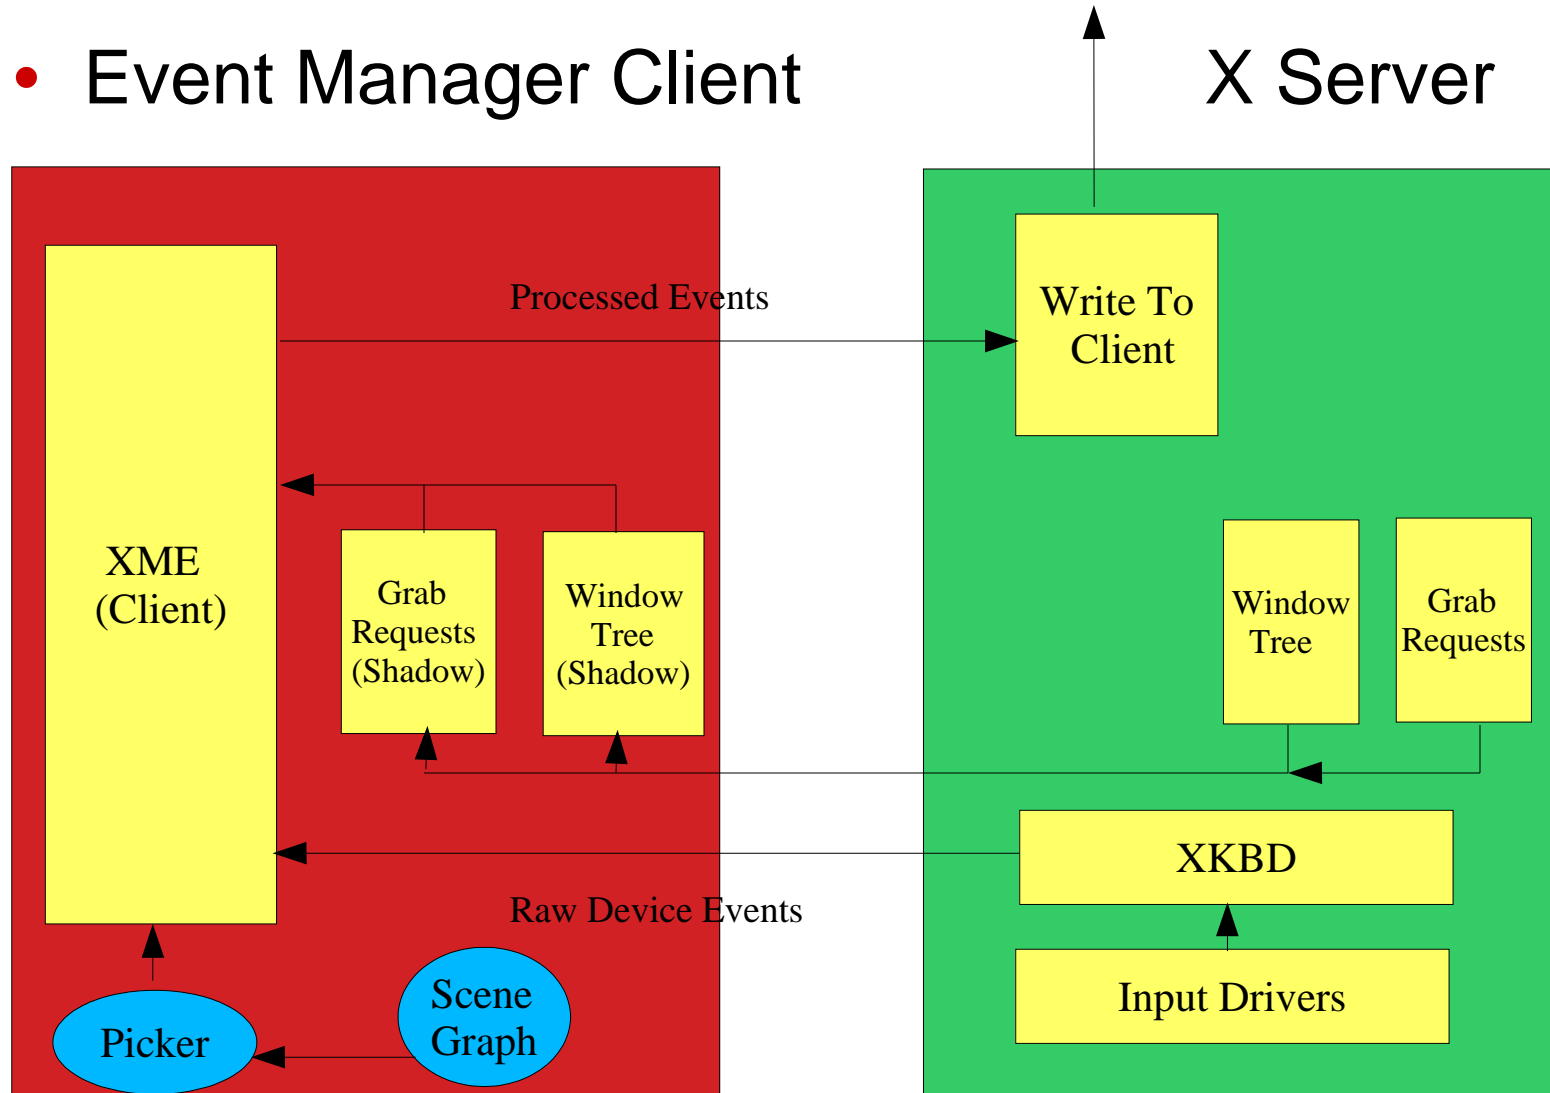 • Event Manager Client
X Server
Processed Events
Write To
Client
XME
(Client)
Grab
Requests
(Shadow)
Window
Tree
(Shadow)
Window
Tree
Grab
Requests
XKBD
Raw Device Events
Input Drivers
Scene
Graph
Picker